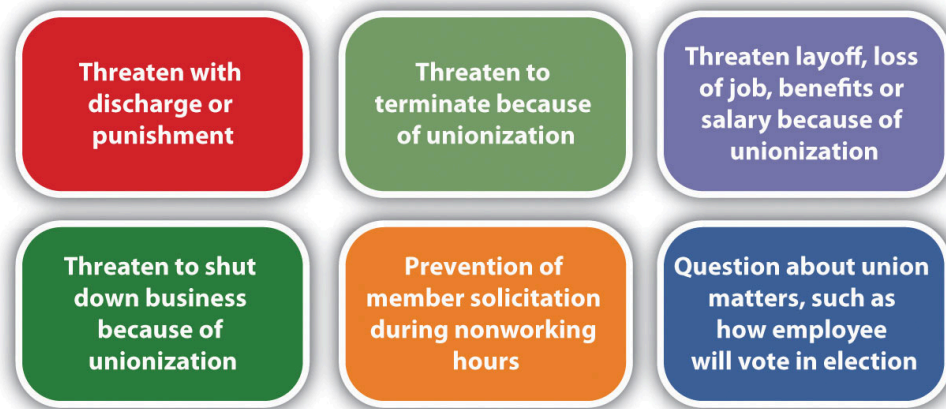 Threaten with
discharge or
punishment
Threaten to
terminate because
of unionization
Threaten layoff, loss
of job, benefits or
salary because of
unionization
Threaten to shut
down business
because of
unionization
Prevention of
member solicitation
during nonworking
hours
Question about union
matters, such as
how employee
will vote in election